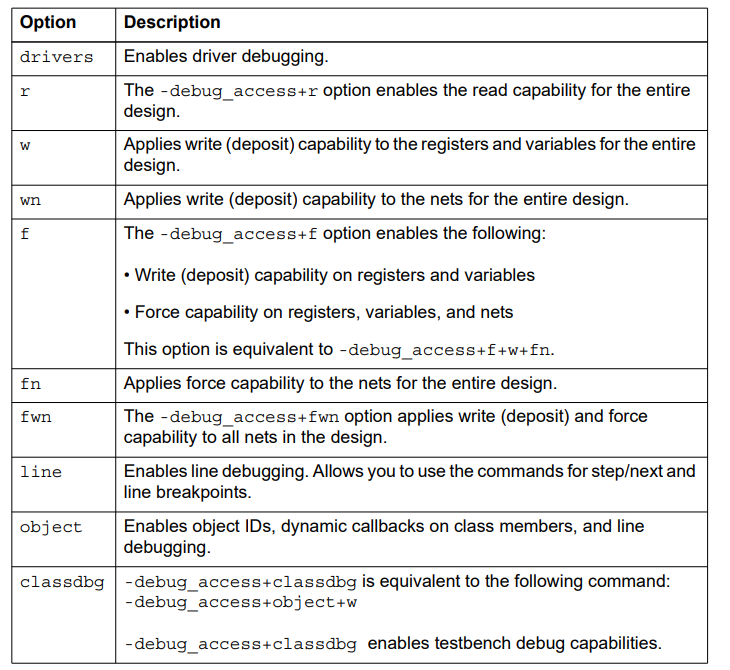 Option Description
drivers Enables driver debugging.
r The -debug_access+r option enables the read capability for the entire
design.
w Applies write (deposit) capability to the registers and variables for the entire
design.
wn Applies write (deposit) capability to the nets for the entire design.
f The -debug_access+f option enables the following:
• Write (deposit) capability on registers and variables
• Force capability on registers, variables, and nets
This option is equivalent to -debug_access+f+w+fn.
fn Applies force capability to the nets for the entire design.
fwn The -debug_access+fwn option applies write (deposit) and force
capability to all nets in the design.
line Enables line debugging. Allows you to use the commands for step/next and
line breakpoints.
object Enables object IDs, dynamic callbacks on class members, and line
debugging.
classdbg -debug_access+classdbg is equivalent to the following command:
-debug_access+object+w
-debug_access+classdbg enables testbench debug capabilities.